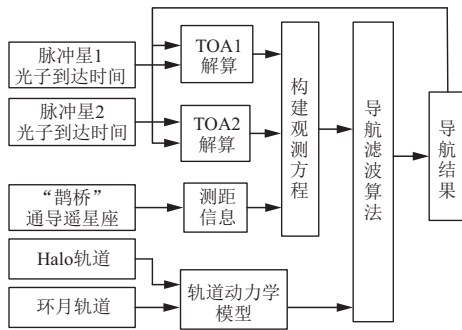 脉冲星1
光子到达时间
脉冲星2
光子到达时间
“鹊桥”
通导遥星座
Halo轨道
环月轨道
TOA1
解算
TOA2
解算
测距
信息
轨道动力学
模型
构建观测方程
导航滤波算法
导航结果